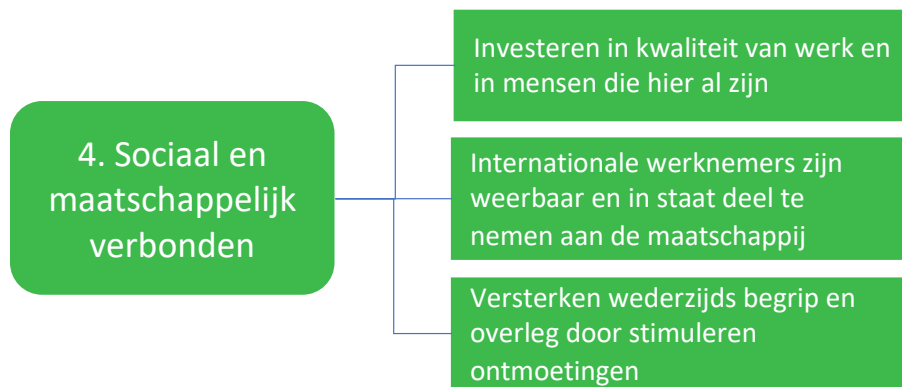 4. Sociaal en
maatschappelijk
verbonden
Investeren in kwaliteit van werk en
in mensen die hier al zijn
Internationale werknemers zijn
weerbaar en in staat deel te
nemen aan de maatschappij
Versterken wederzijds begrip en
overleg door stimuleren
ontmoetingen